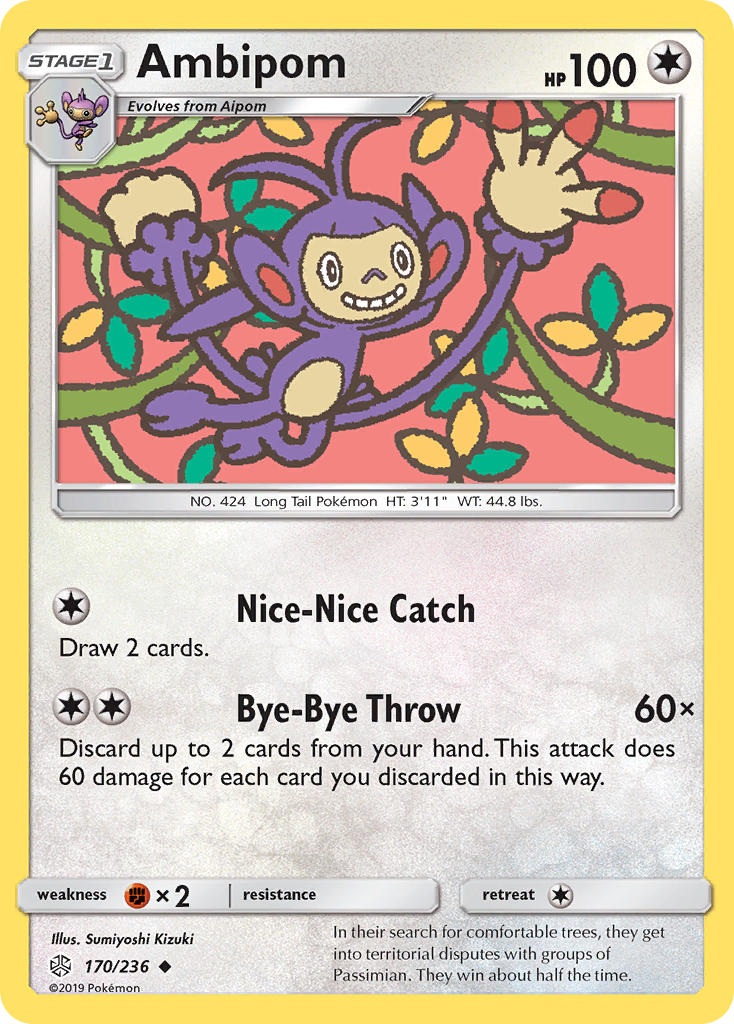 STAGE1
Ambipom
HP100
Evolves from Aipom
NO. 424 Long Tail Pokémon HT: 3'11" WT: 44.8 lbs.
Nice-Nice Catch
Draw 2 cards.
Bye-Bye Throw 60×
Discard up to 2 cards from your hand. This attack does
60 damage for each card you discarded in this way.
weakness ×2 resistance retreat
Illus. Sumiyoshi Kizuki
170/236
©2019 Pokémon
In their search for comfortable trees, they get
into territorial disputes with groups of
Passimian. They win about half the time.